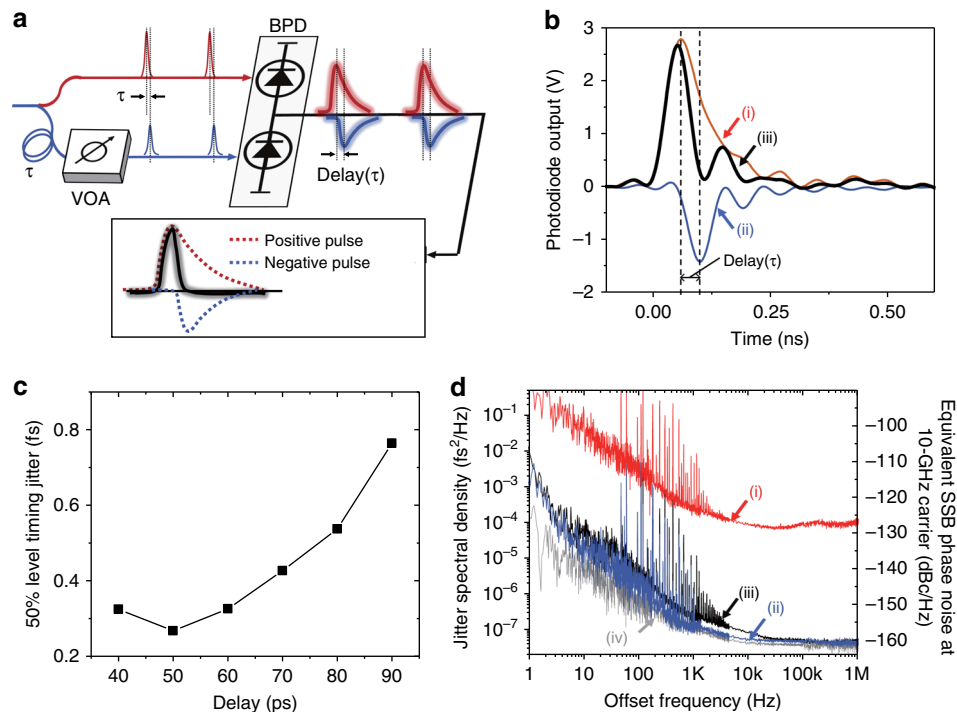 a
BPD
τ
τ
VOA
Delay(τ)
Positive pulse
Negative pulse
b
Photodiode output (V)
3
2
1
0
−1
−2
(i)
(iii)
(ii)
Delay(τ)
0.00
0.25
0.50
Time (ns)
c
50% level timing jitter (fs)
0.8
0.6
0.4
0.2
40
50
60
70
80
90
Delay (ps)
d
Jitter spectral density (fs²/Hz)
10⁻¹
10⁻²
10⁻³
10⁻⁴
10⁻⁵
10⁻⁶
10⁻⁷
(i)
(iii)
(ii)
(iv)
−100
−110
−120
−130
−140
−150
−160
Equivalent SSB phase noise at
10-GHz carrier (dBc/Hz)
1
10
100
1k
10k
100k
1M
Offset frequency (Hz)